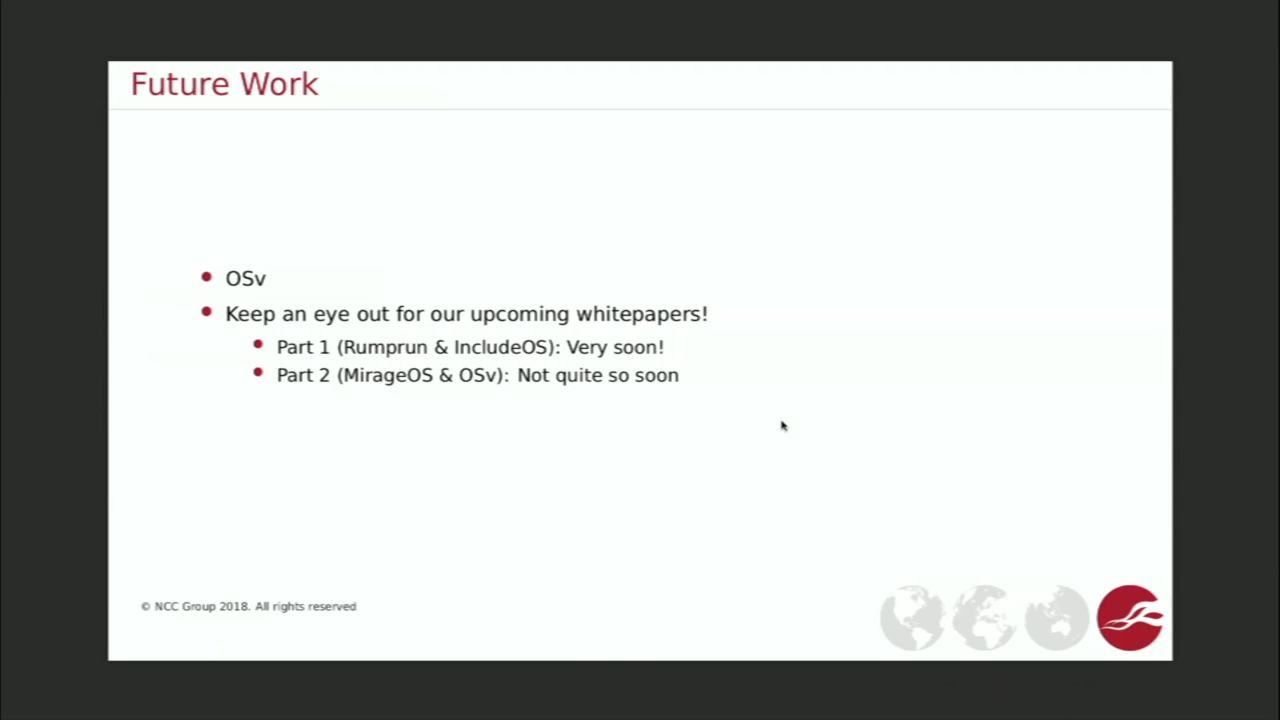 Future Work
OSv
Keep an eye out for our upcoming whitepapers!
Part 1 (Rumprun & IncludeOS): Very soon!
Part 2 (MirageOS & OSv): Not quite so soon
© NCC Group 2018. All rights reserved